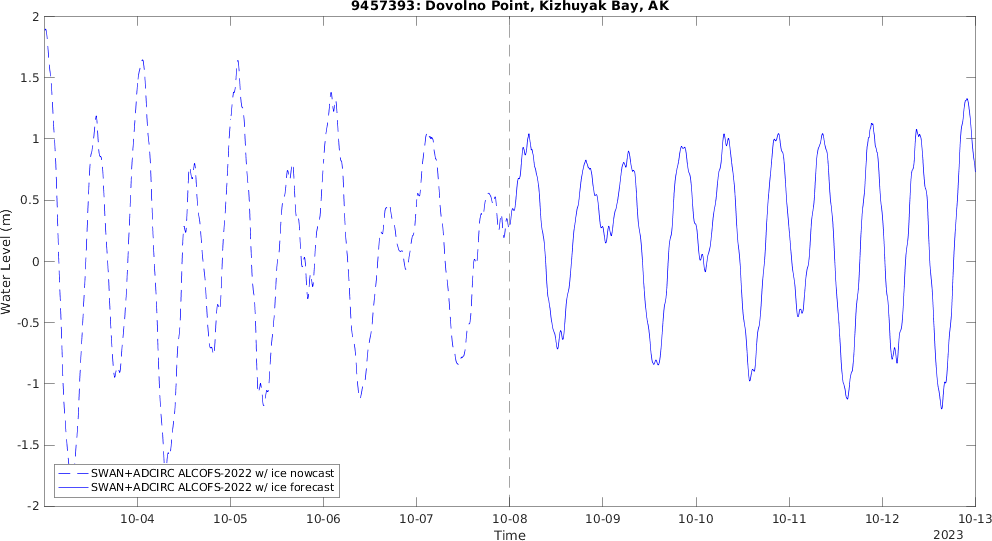 9457393: Dovolno Point, Kizhuyak Bay, AK
Water Level (m)
2
1.5
1
0.5
0
-0.5
-1
-1.5
-2
SWAN+ADCIRC ALCOFS-2022 w/ ice nowcast
SWAN+ADCIRC ALCOFS-2022 w/ ice forecast
10-04 10-05 10-06 10-07 10-08 10-09 10-10 10-11 10-12 10-13
Time
2023